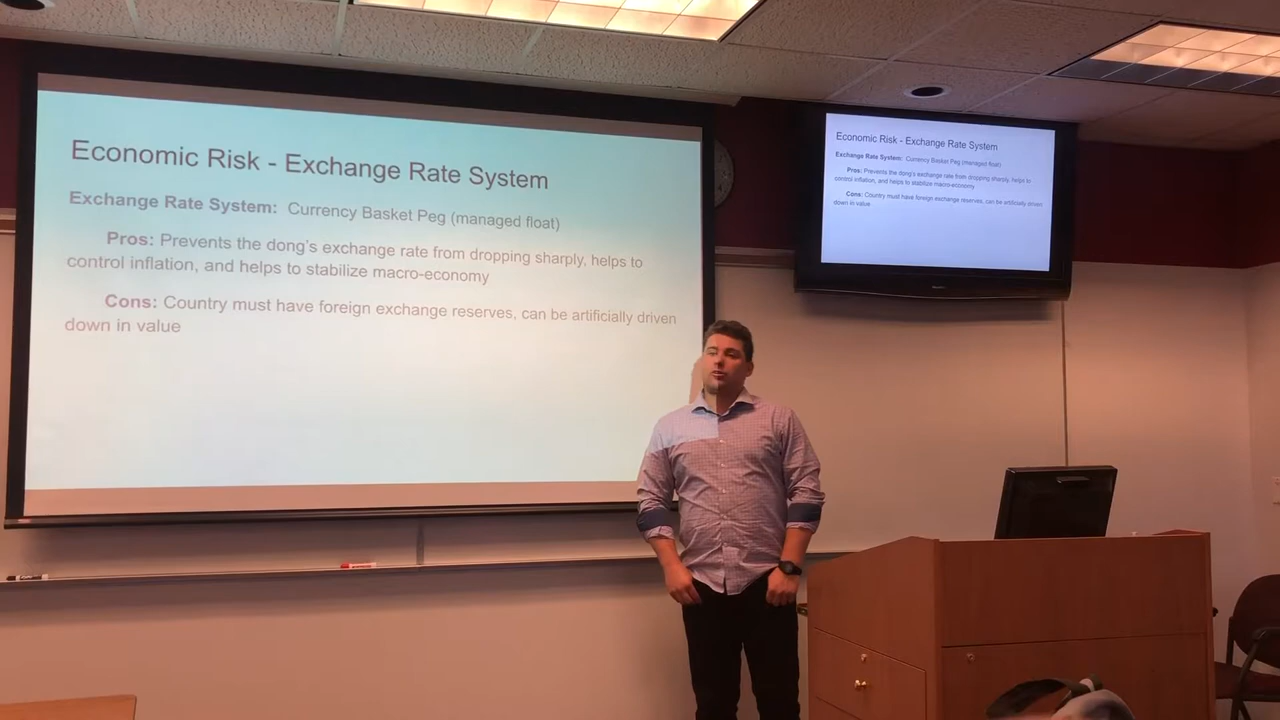 Economic Risk - Exchange Rate System
Exchange Rate System: Currency Basket Peg (managed float)
Pros: Prevents the dong's exchange rate from dropping sharply, helps to
control inflation, and helps to stabilize macro-economy
Cons: Country must have foreign exchange reserves, can be artificially driven
down in value
Economic Risk - Exchange Rate System
Exchange Rate System: Currency Basket Peg (managed float)
Pros: Prevents the dong's exchange rate from dropping sharply, helps to
control inflation, and helps to stabilize macro-economy
Cons: Country must have foreign exchange reserves, can be artificially driven
down in value